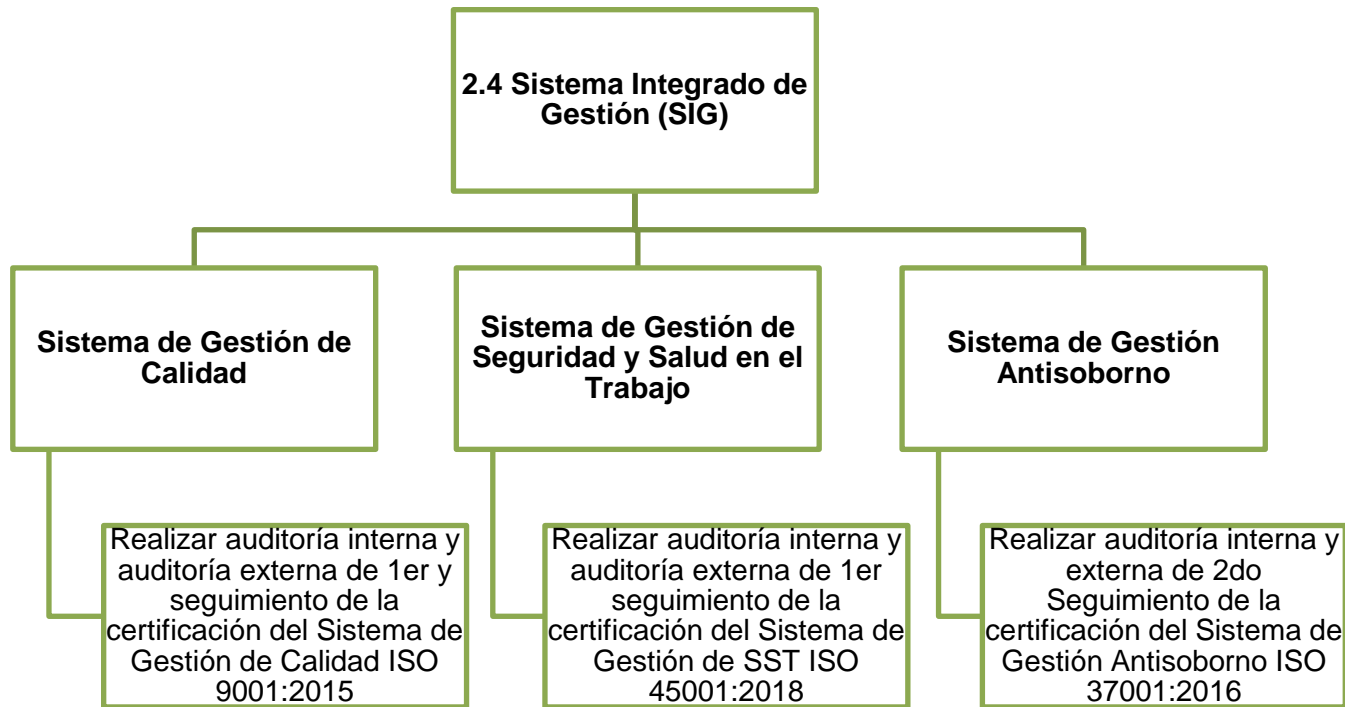 2.4 Sistema Integrado de
Gestión (SIG)
Sistema de Gestión de
Calidad
Sistema de Gestión de
Seguridad y Salud en el
Trabajo
Sistema de Gestión
Antisoborno
Realizar auditoría interna y
auditoría externa de 1er y
seguimiento de la
certificación del Sistema de
Gestión de Calidad ISO
9001:2015
Realizar auditoría interna y
auditoría externa de 1er
seguimiento de la
certificación del Sistema de
Gestión de SST ISO
45001:2018
Realizar auditoría interna y
externa de 2do
Seguimiento de la
certificación del Sistema de
Gestión Antisoborno ISO
37001:2016